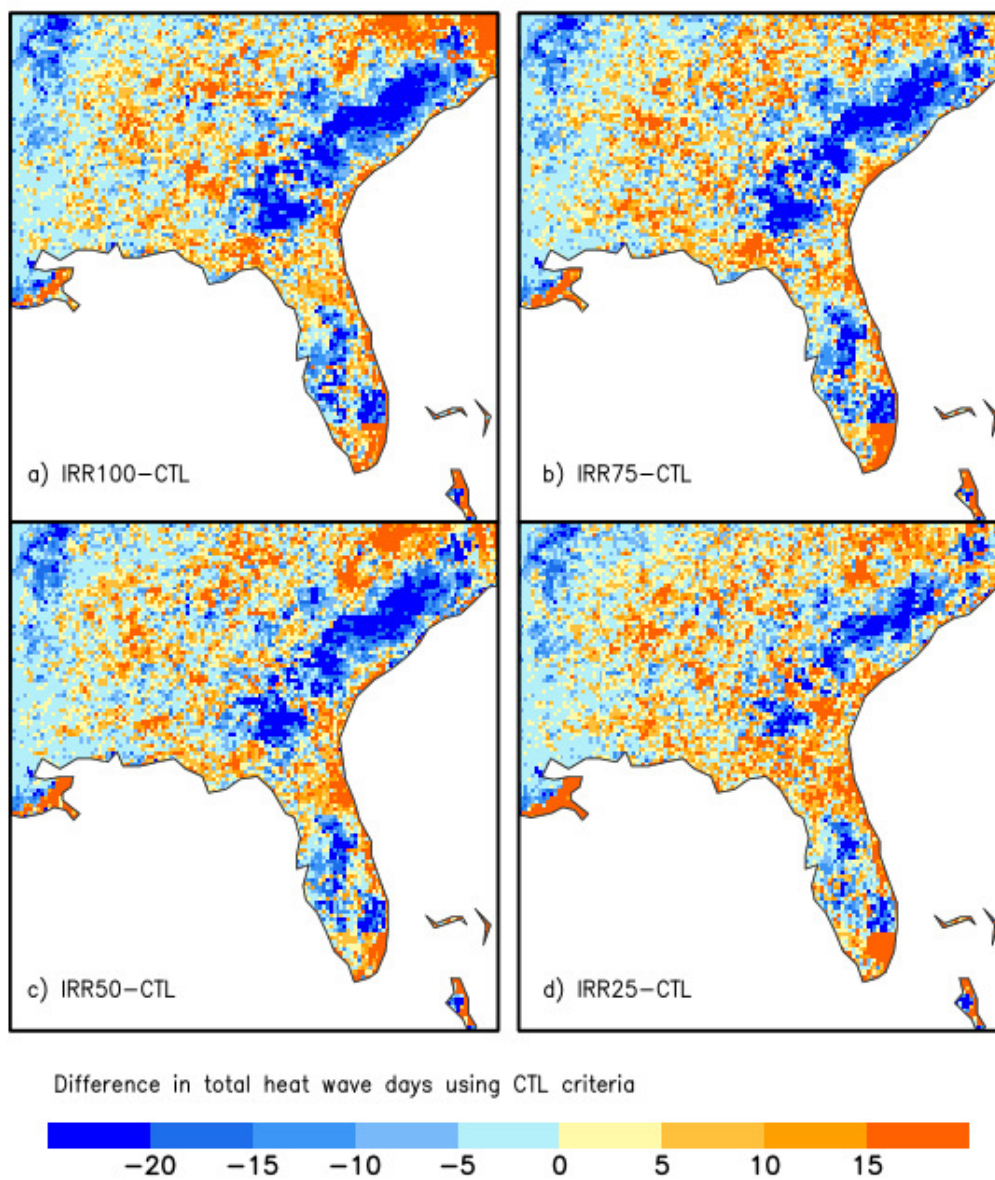 a) IRR100−CTL
b) IRR75−CTL
c) IRR50−CTL
d) IRR25−CTL
Difference in total heat wave days using CTL criteria
−20 −15 −10 −5 0 5 10 15